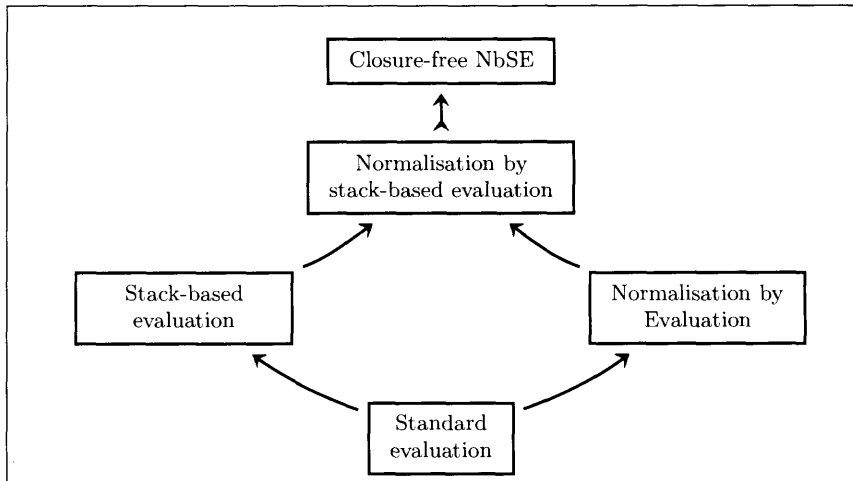 Closure-free NbSE
Normalisation by
stack-based evaluation
Stack-based
evaluation
Normalisation by
Evaluation
Standard
evaluation